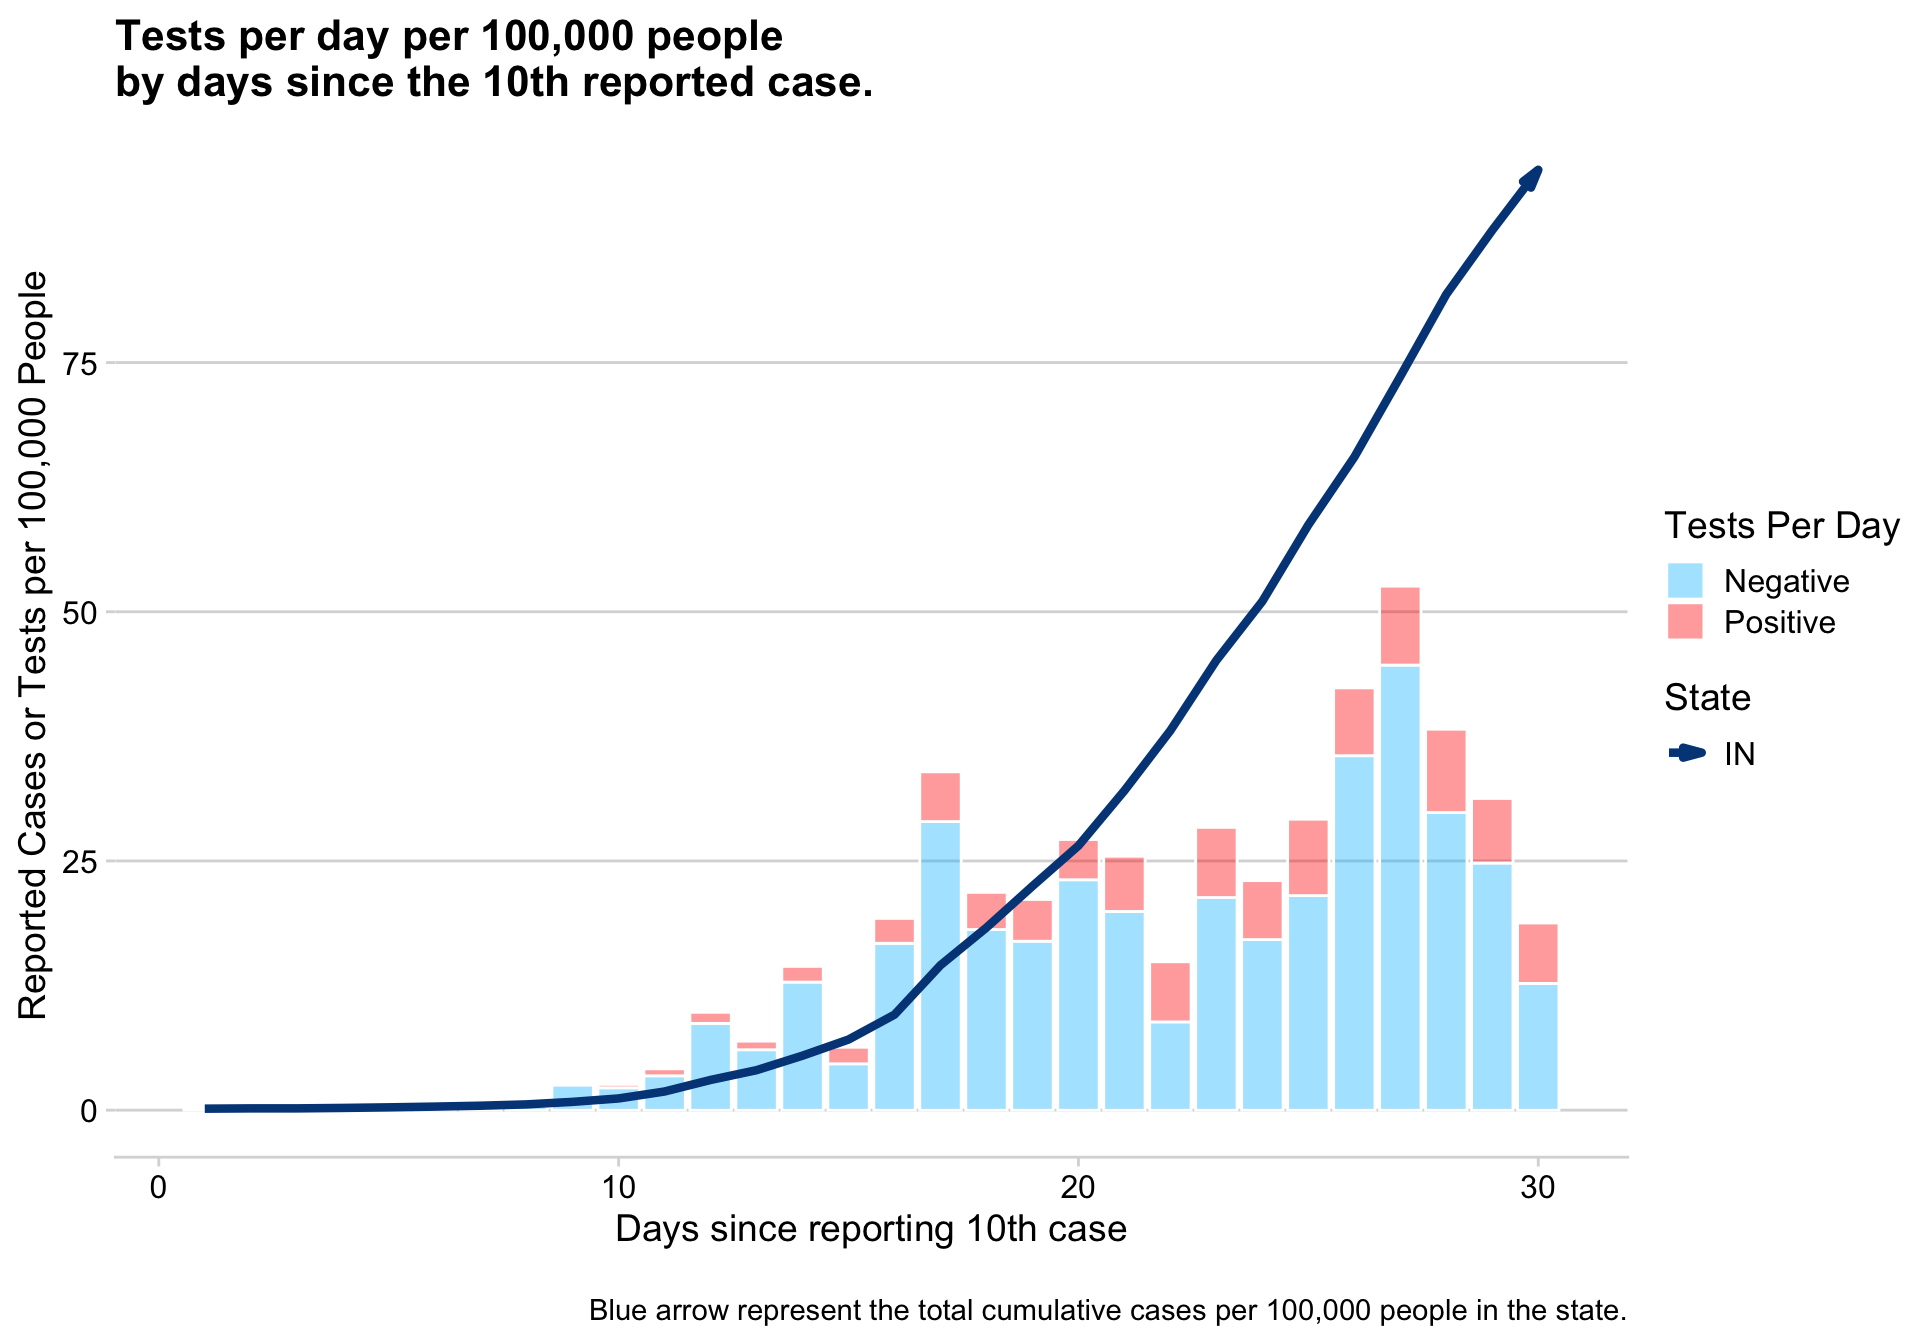 Tests per day per 100,000 people
by days since the 10th reported case.
Reported Cases or Tests per 100,000 People
75
50
25
0
0
10
20
30
Days since reporting 10th case
Tests Per Day
Negative
Positive
State
IN
Blue arrow represent the total cumulative cases per 100,000 people in the state.